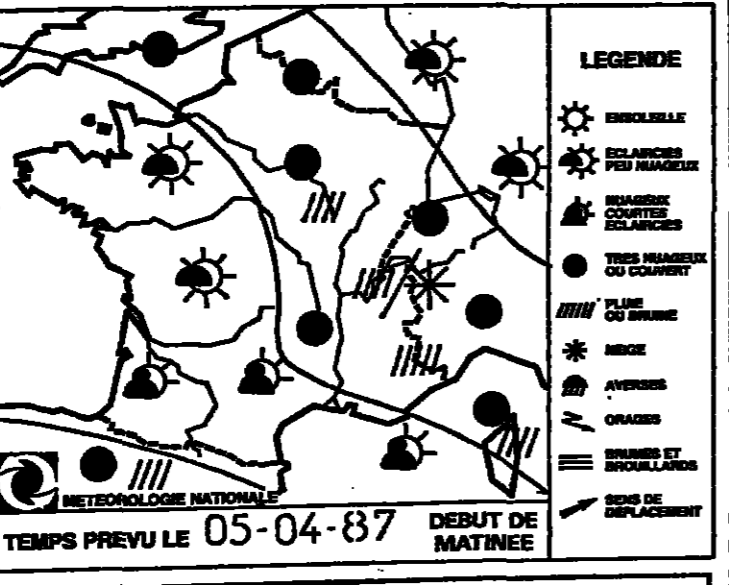 LEGENDE
ENSOLEILLE
ECLAIRCIES
PEU NUAGEUX
NUAGEUX
COURTES
ECLAIRCIES
TRES NUAGEUX
OU COUVERT
PLUIE
OU BRUINE
NEIGE
AVERSES
ORAGES
BRUMES ET
BROUILLARDS
SENS DE
DEPLACEMENT
METEOROLOGIE NATIONALE
TEMPS PREVU LE 05-04-87 DEBUT DE
MATINEE